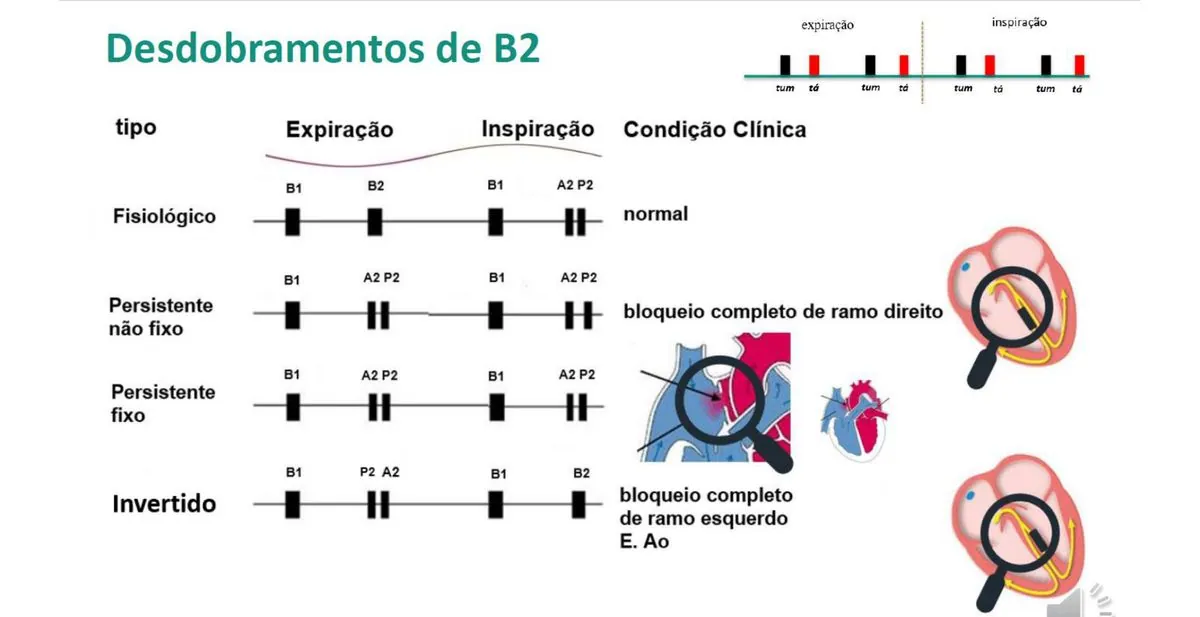 Desdobramentos de B2
expiração
inspiração
tum tá tum tá tum tá tum tá
tipo Expiração Inspiração Condição Clínica
B1 B2 B1 A2 P2
Fisiológico normal
B1 A2 P2 B1 A2 P2
Persistente
não fixo
bloqueio completo de ramo direito
B1 A2 P2 B1 A2 P2
Persistente
fixo
B1 P2 A2 B1 B2
Invertido
bloqueio completo
de ramo esquerdo
E. Ao